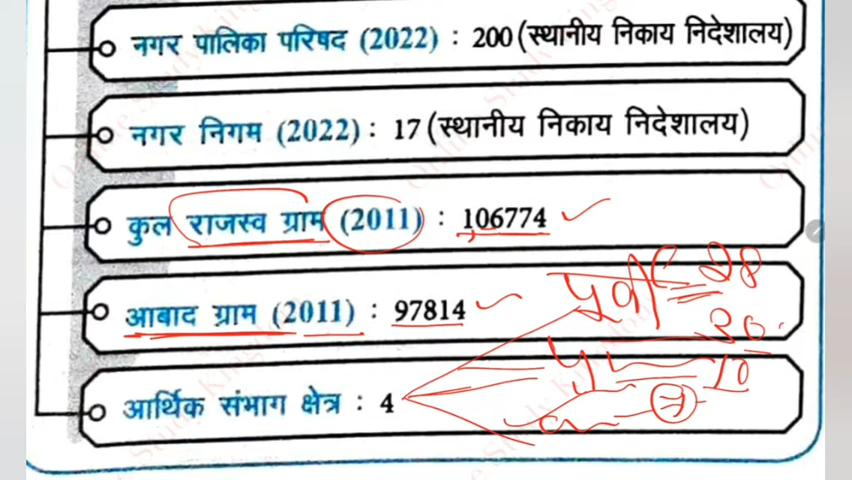 नगर पालिका परिषद (2022) : 200 (स्थानीय निकाय निदेशालय)
नगर निगम (2022) : 17 (स्थानीय निकाय निदेशालय)
कुल राजस्व ग्राम (2011) : 106774
आबाद ग्राम (2011) : 97814
आर्थिक संभाग क्षेत्र : 4